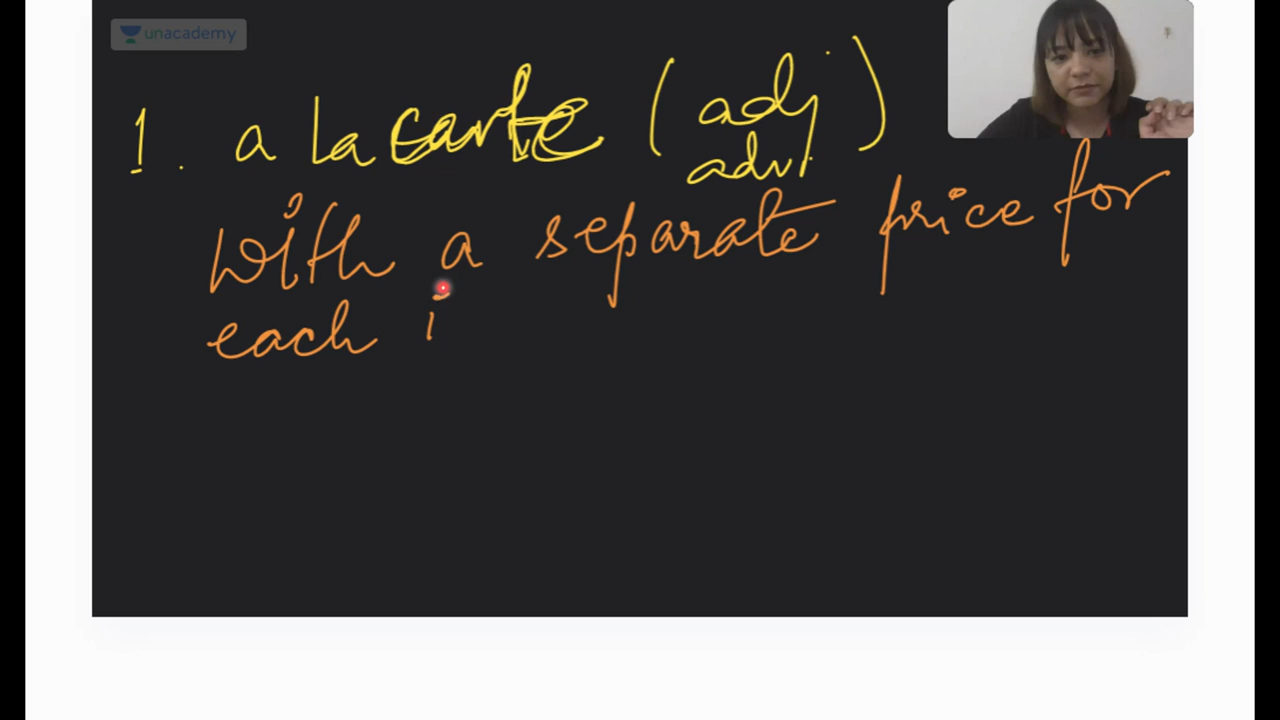 unacademy
1. a la carte (adj)
adv.
With a separate price for
each i